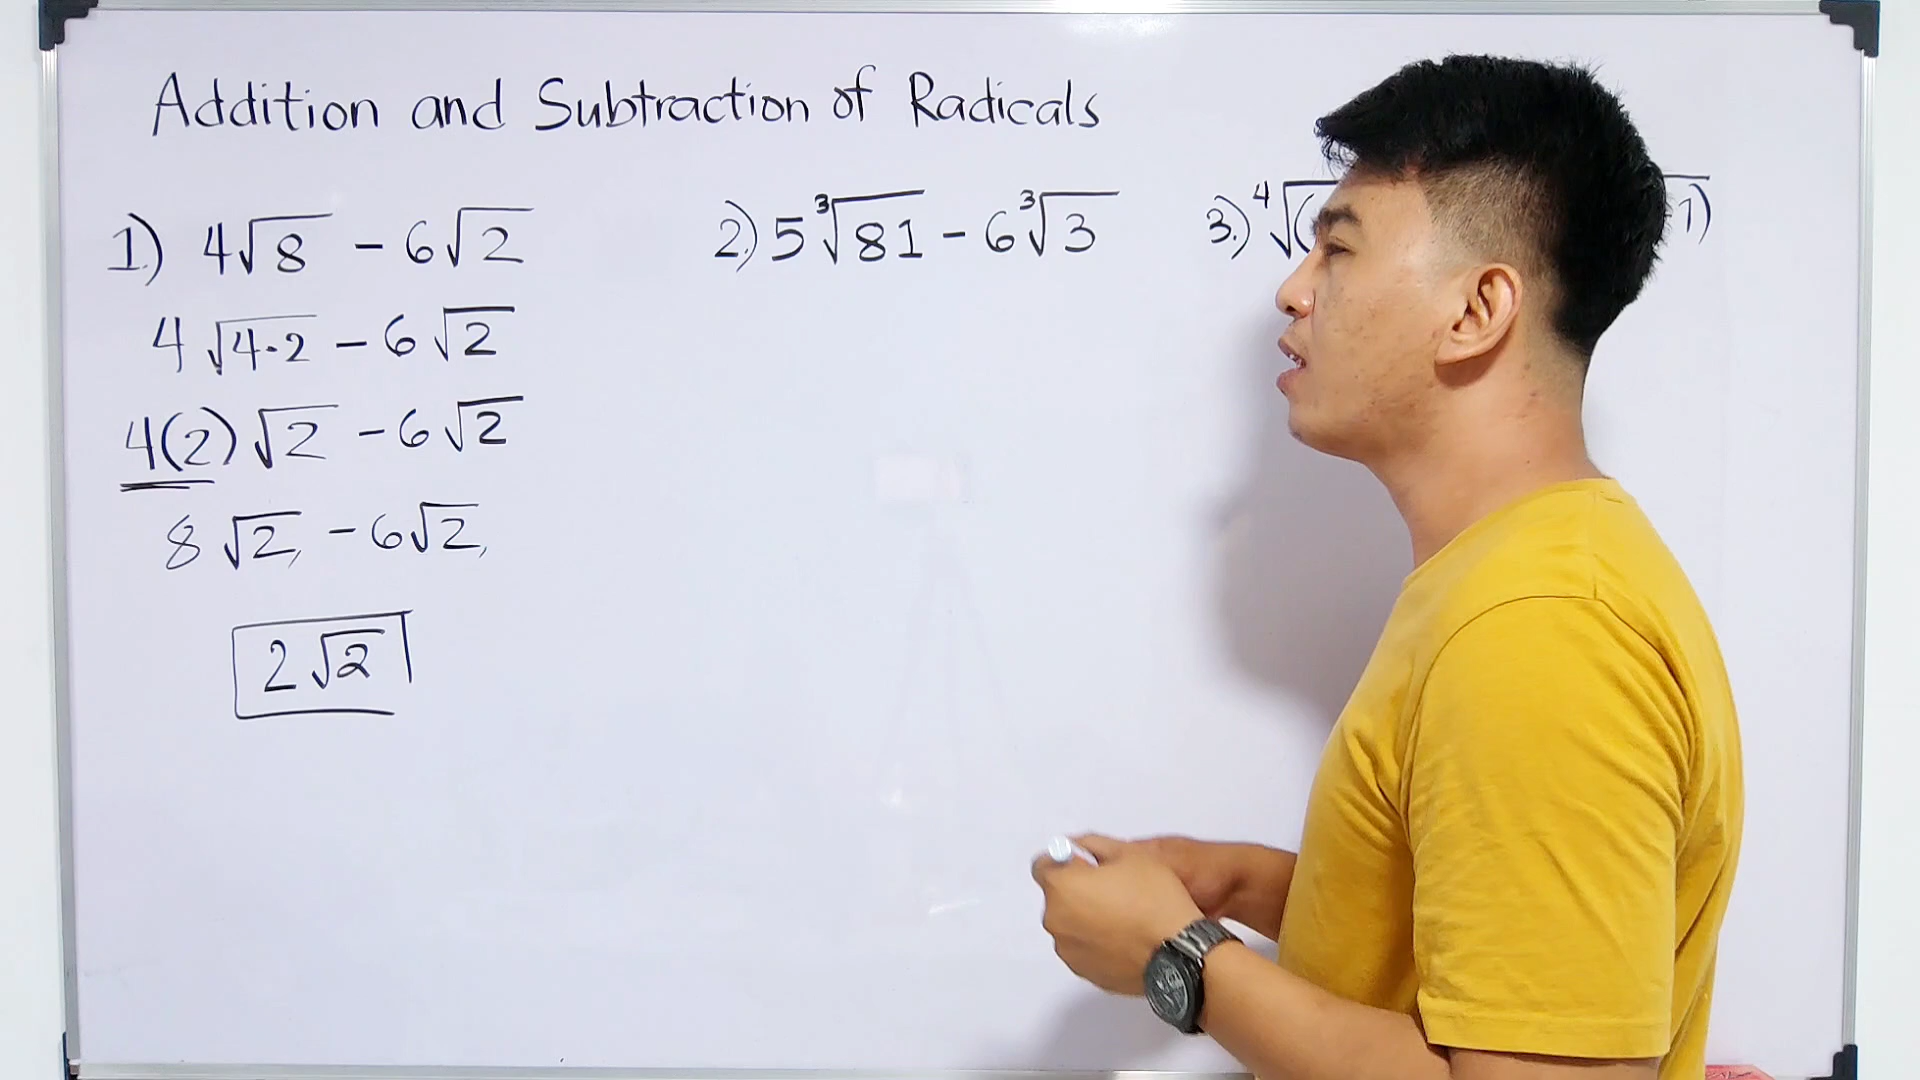 Addition and Subtraction of Radicals
1.) 4√8 - 6√2
4√4·2 - 6√2
4(2)√2 - 6√2
8√2, - 6√2,
2√2
2.) 5∛81 - 6∛3
3.) ∜( 1)